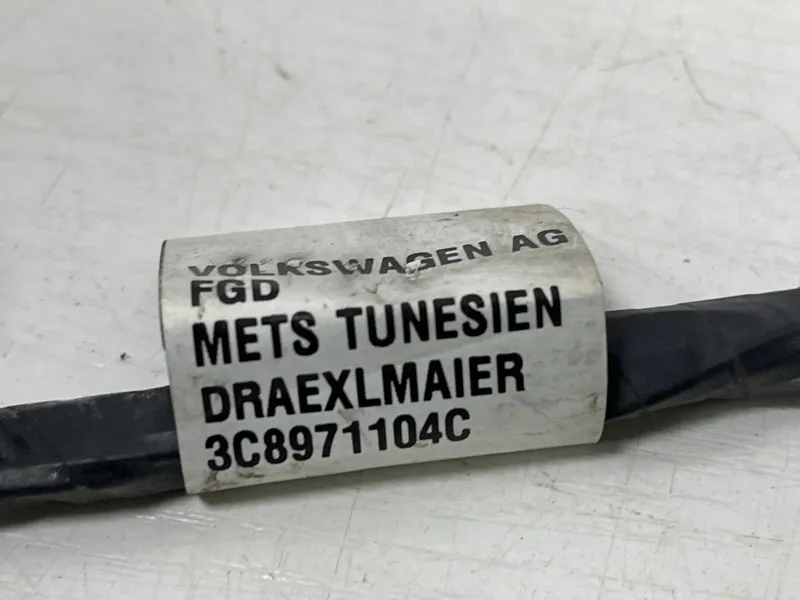 VOLKSWAGEN AG
FGD
METS TUNESIEN
DRAEXLMAIER
3C8971104C